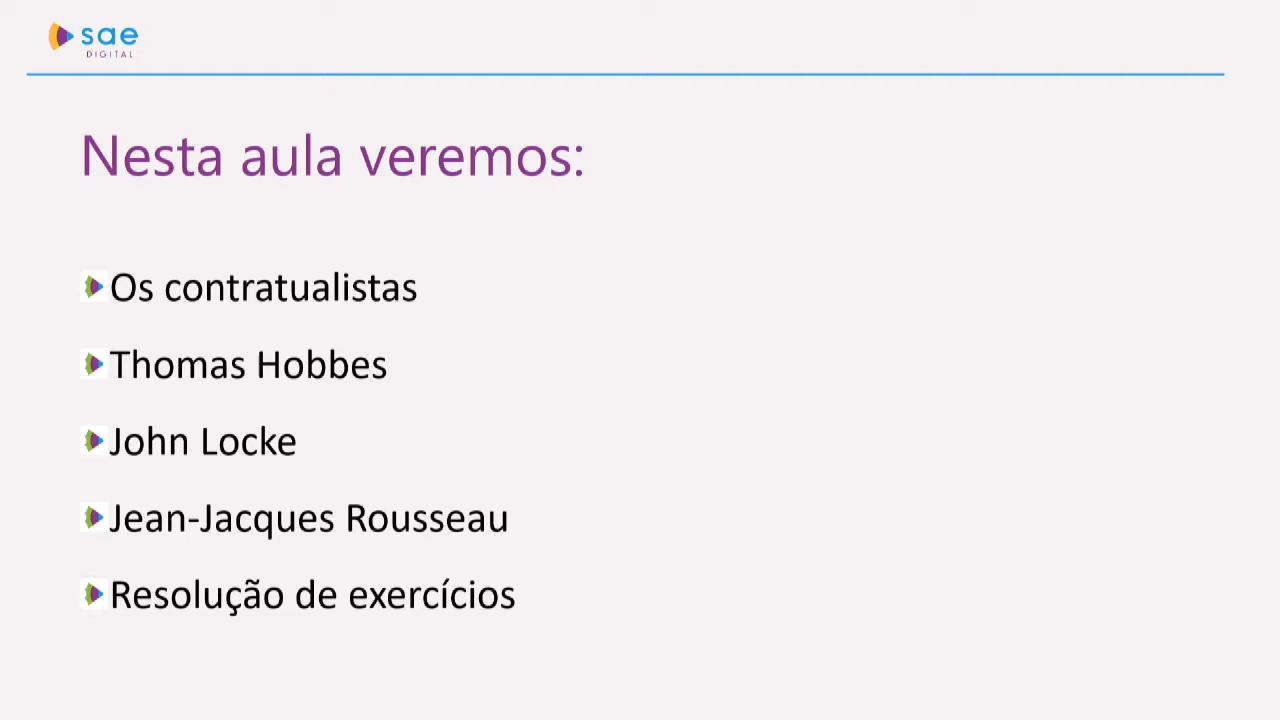 sae
DIGITAL
Nesta aula veremos:
Os contratualistas
Thomas Hobbes
John Locke
Jean-Jacques Rousseau
Resolução de exercícios